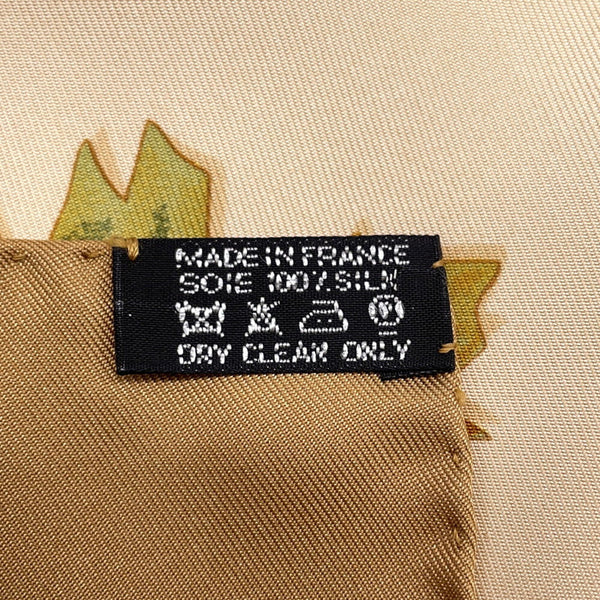 MADE IN FRANCE
SOIE 100% SILK
DRY CLEAN ONLY